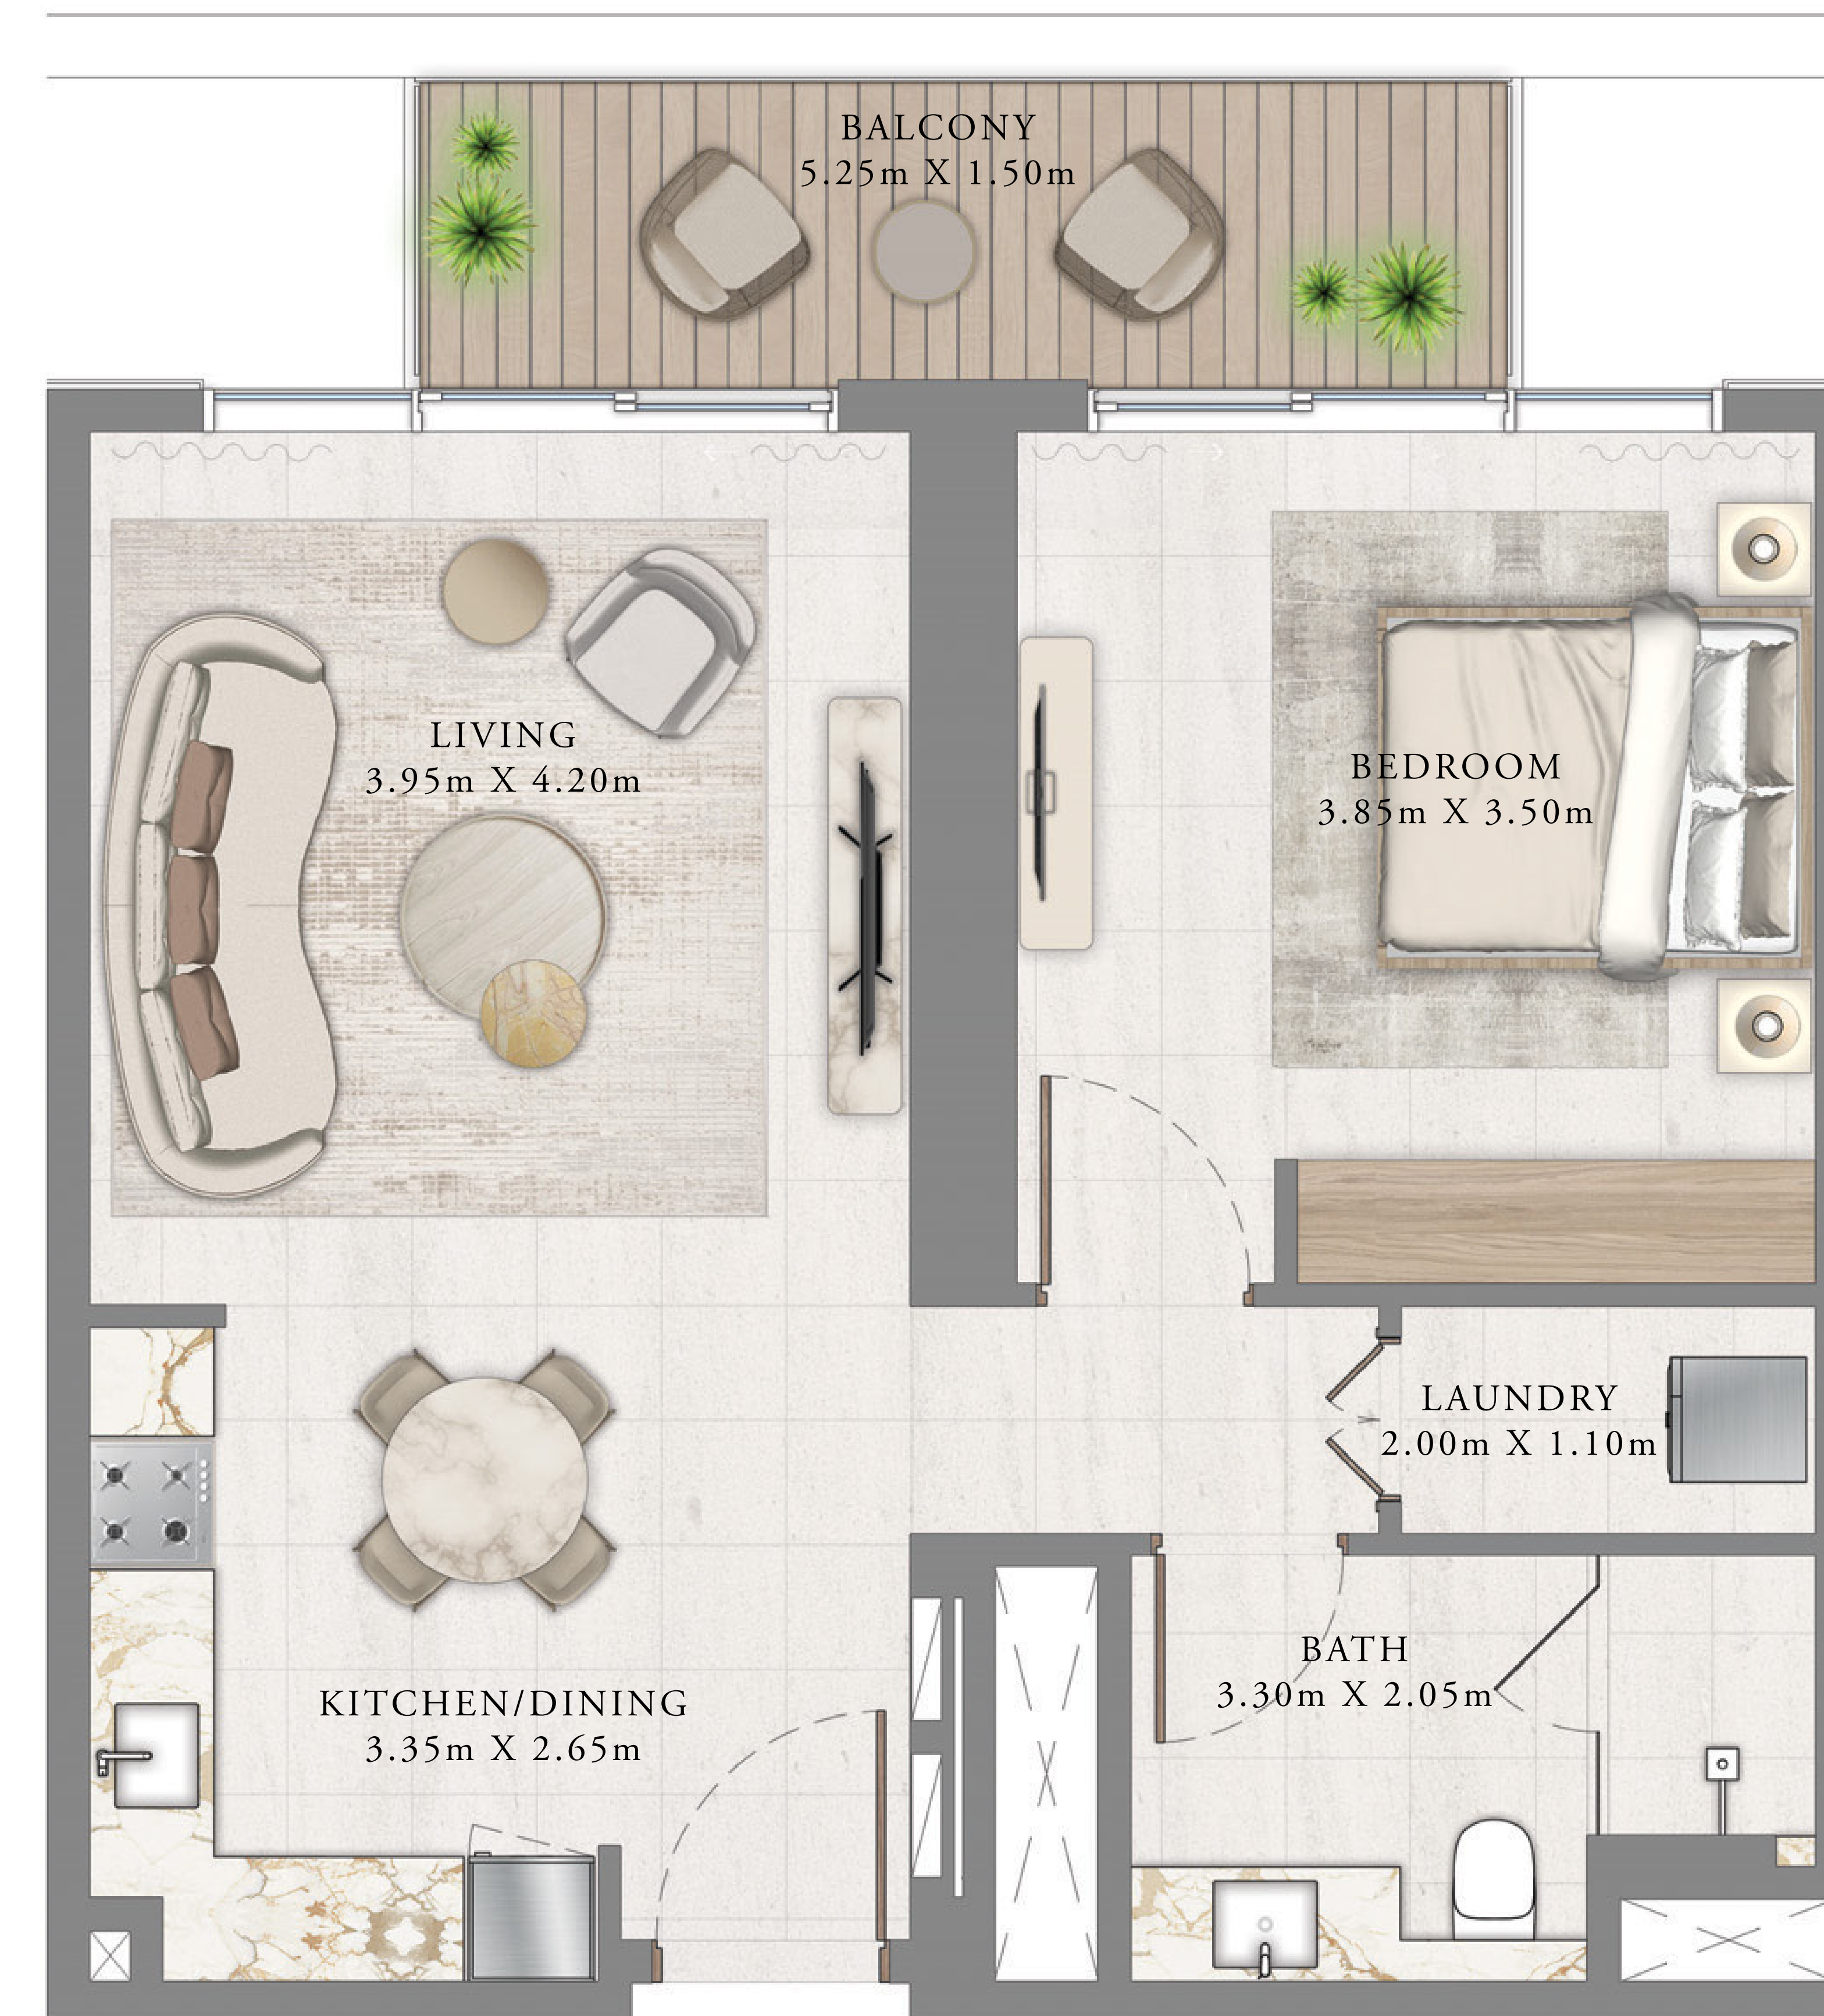 BALCONY
5.25m X 1.50m
LIVING
3.95m X 4.20m
BEDROOM
3.85m X 3.50m
LAUNDRY
2.00m X 1.10m
BATH
3.30m X 2.05m
KITCHEN/DINING
3.35m X 2.65m